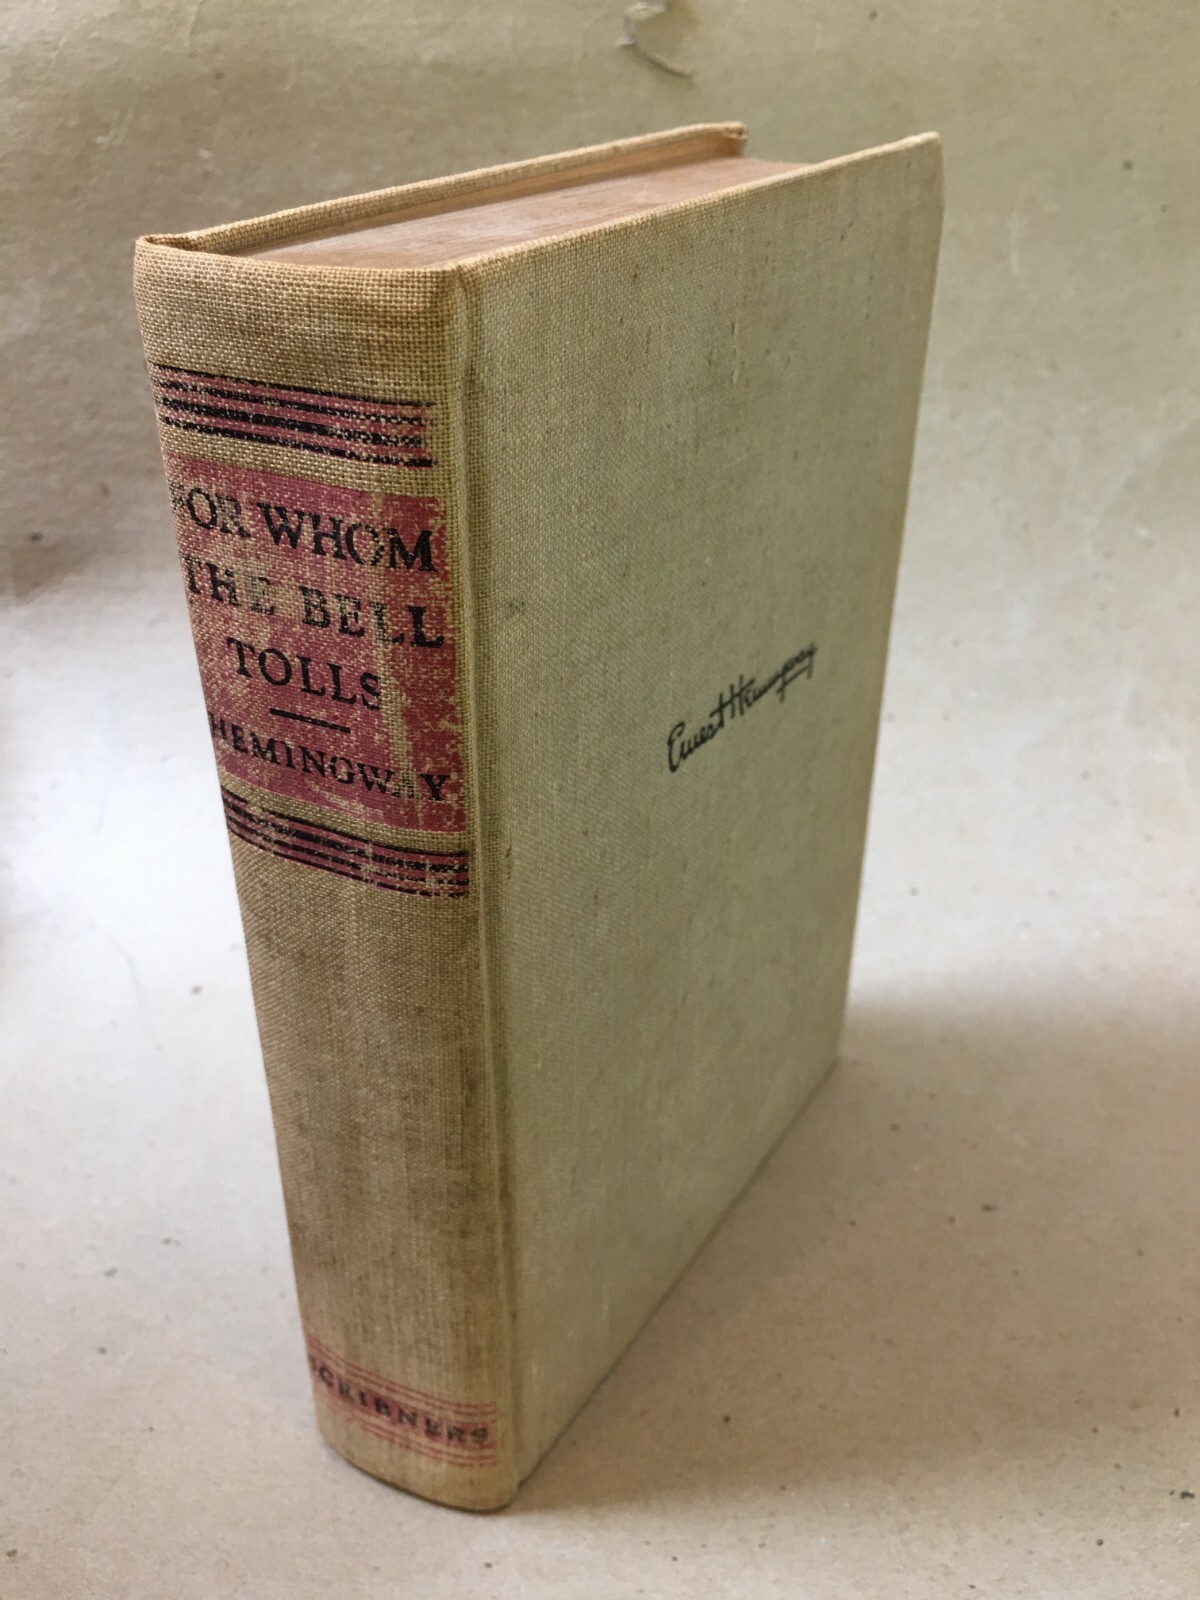 FOR WHOM
THE BELL
TOLLS
HEMINGWAY
SCRIBNERS
Ernest Hemingway